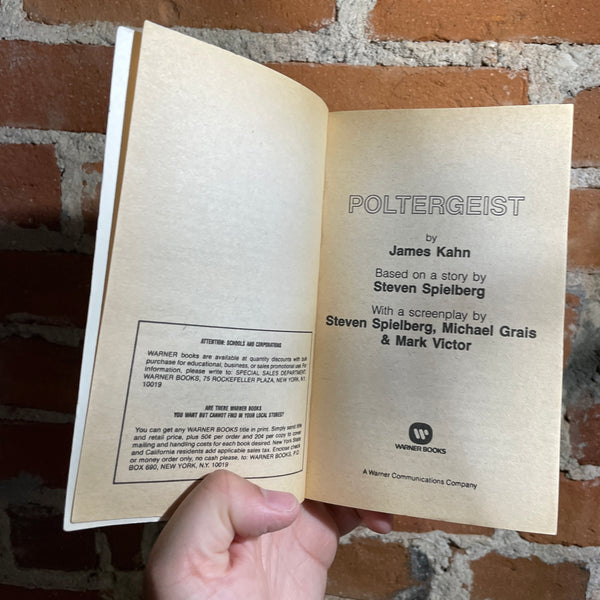 ATTENTION: SCHOOLS AND CORPORATIONS
WARNER books are available at quantity discounts with bulk
purchase for educational, business, or sales promotional use. For
information, please write to: SPECIAL SALES DEPARTMENT,
WARNER BOOKS, 75 ROCKEFELLER PLAZA, NEW YORK, N.Y.
10019
ARE THERE WARNER BOOKS
YOU WANT BUT CANNOT FIND IN YOUR LOCAL STORES?
You can get any WARNER BOOKS title in print. Simply send title
and retail price, plus 50¢ per order and 20¢ per copy to cover
mailing and handling costs for each book desired. New York State
and California residents add applicable sales tax. Enclose check
or money order only, no cash please, to: WARNER BOOKS, P.O.
BOX 690, NEW YORK, N.Y. 10019
POLTERGEIST
by
James Kahn
Based on a story by
Steven Spielberg
With a screenplay by
Steven Spielberg, Michael Grais
& Mark Victor
WARNER BOOKS
A Warner Communications Company